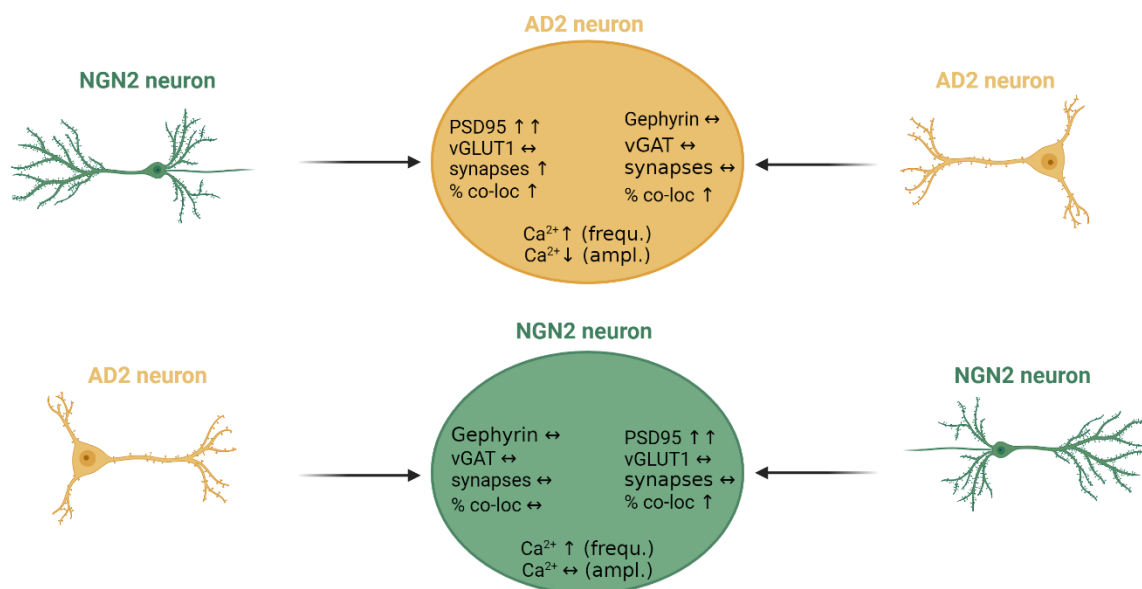 AD2 neuron
NGN2 neuron
AD2 neuron
PSD95 ↑↑
vGLUT1 ↔
synapses ↑
% co-loc ↑
Gephyrin ↔
vGAT ↔
synapses ↔
% co-loc ↑
Ca²⁺↑ (frequ.)
Ca²⁺↓ (ampl.)
NGN2 neuron
AD2 neuron
NGN2 neuron
Gephyrin ↔
vGAT ↔
synapses ↔
% co-loc ↔
PSD95 ↑↑
vGLUT1 ↔
synapses ↔
% co-loc ↑
Ca²⁺ ↑ (frequ.)
Ca²⁺ ↔ (ampl.)